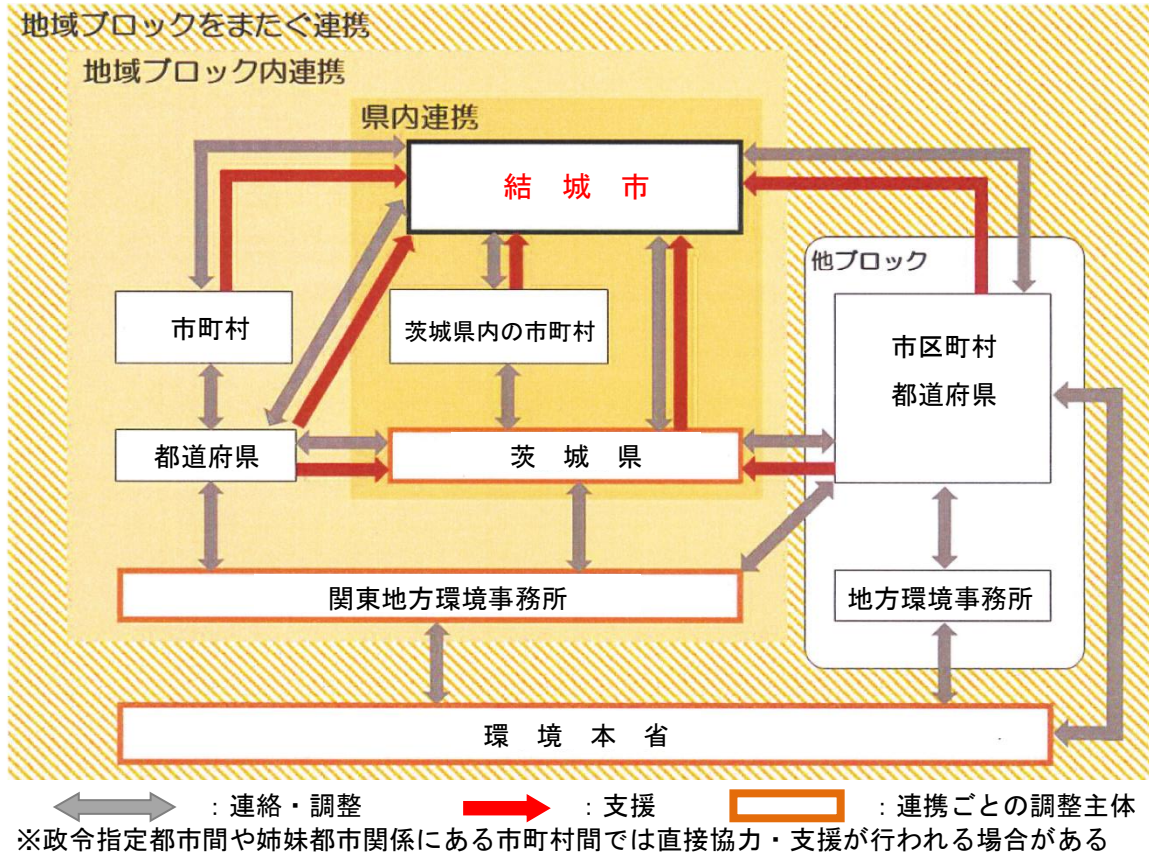 地域ブロックをまたぐ連携
地域ブロック内連携
県内連携
結 城 市
他ブロック
市町村
茨城県内の市町村
市区町村
都道府県
都道府県
茨 城 県
関東地方環境事務所
地方環境事務所
環 境 本 省
：連絡・調整
：支援
：連携ごとの調整主体
※政令指定都市間や姉妹都市関係にある市町村間では直接協力・支援が行われる場合がある